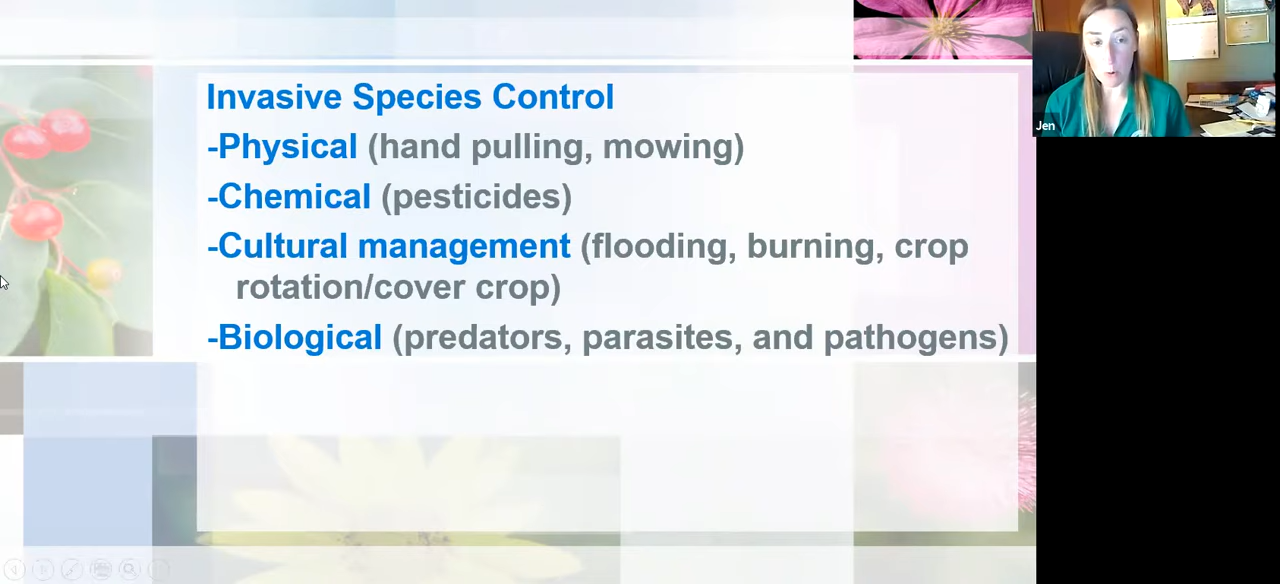 Invasive Species Control
-Physical (hand pulling, mowing)
-Chemical (pesticides)
-Cultural management (flooding, burning, crop
rotation/cover crop)
-Biological (predators, parasites, and pathogens)
Jen